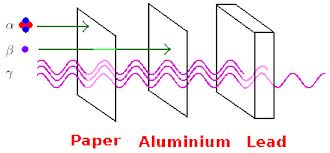 α
β
γ
Paper Aluminium Lead